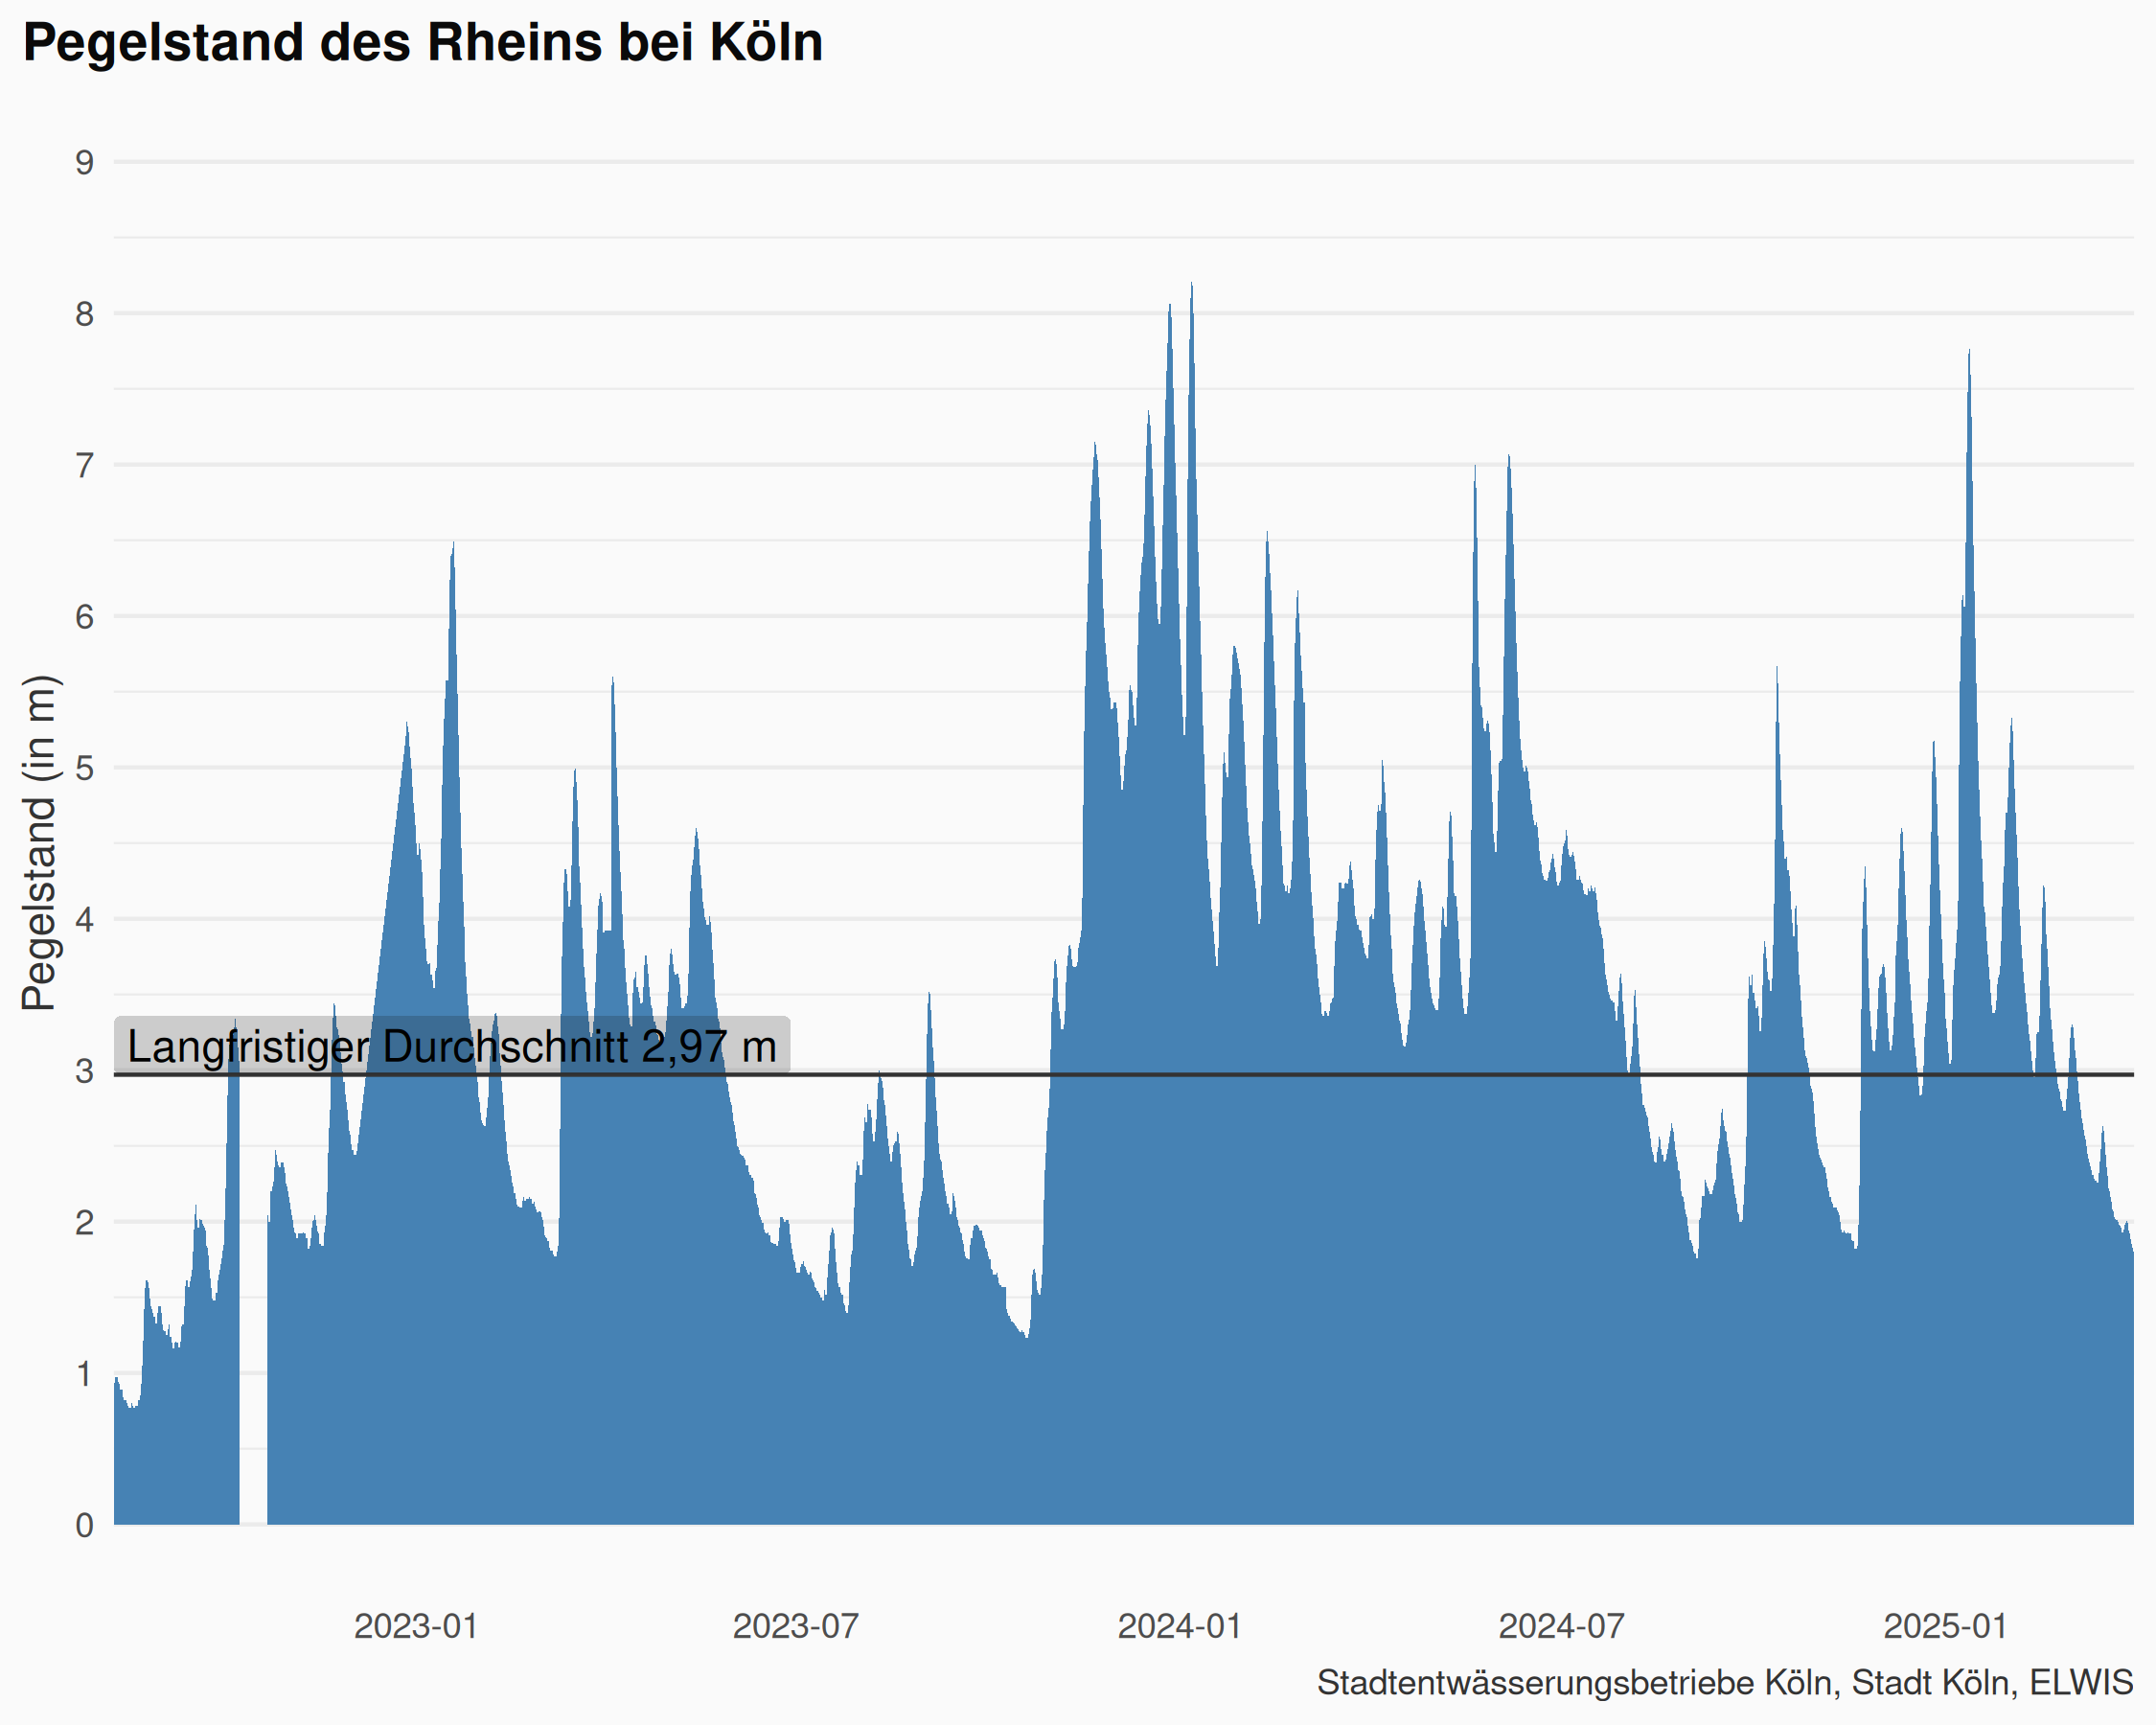 Pegelstand des Rheins bei Köln
9
8
7
6
5
4
3
2
1
0
Pegelstand (in m)
Langfristiger Durchschnitt 2,97 m
2023-01 2023-07 2024-01 2024-07 2025-01
Stadtentwässerungsbetriebe Köln, Stadt Köln, ELWIS